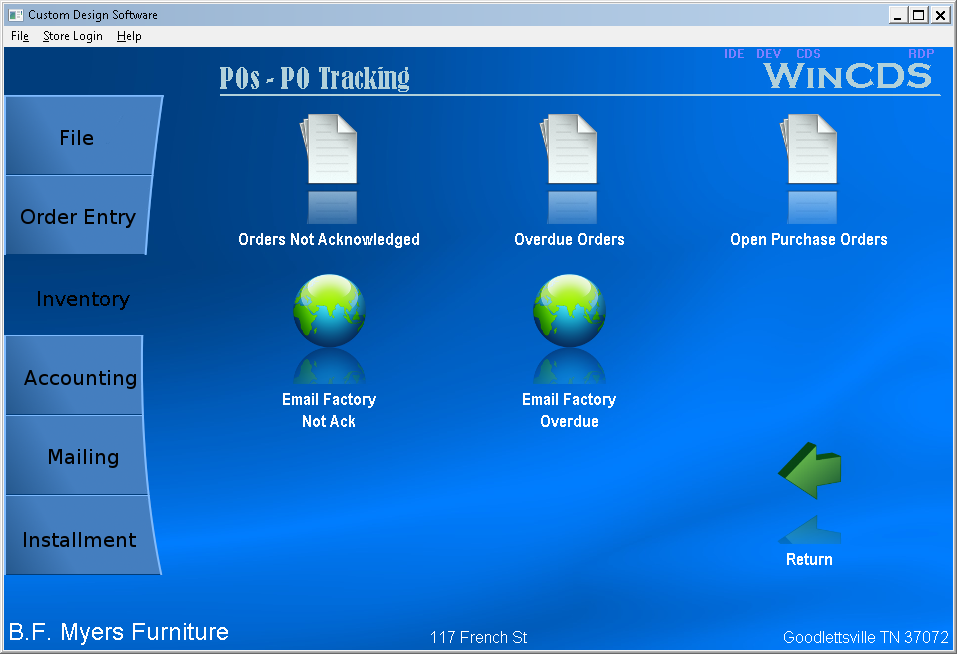 Custom Design Software
File Store Login Help
IDE DEV CDS RDP
POs - PO Tracking
WinCDS
File
Order Entry
Inventory
Accounting
Mailing
Installment
Orders Not Acknowledged
Overdue Orders
Open Purchase Orders
Email Factory
Not Ack
Email Factory
Overdue
Return
B.F. Myers Furniture
117 French St
Goodlettsville TN 37072